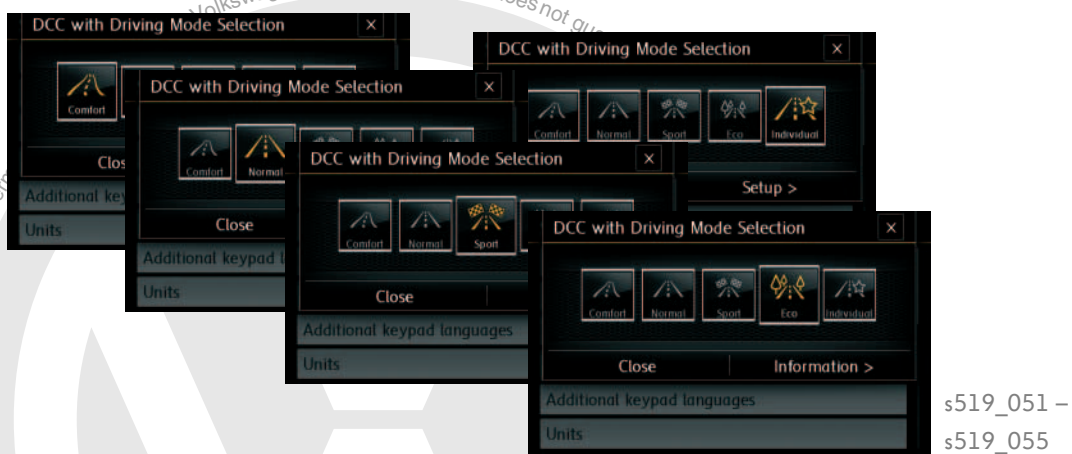 DCC with Driving Mode Selection ×
Comfort
Close
Additional
Units
DCC with Driving Mode Selection ×
Comfort Normal
Close
Additional keypad
Units
DCC with Driving Mode Selection ×
Comfort Normal Sport
Close
Additional keypad languages
Units
DCC with Driving Mode Selection ×
Comfort Normal Sport Eco Individual
Setup >
DCC with Driving Mode Selection ×
Comfort Normal Sport Eco Individual
Close Information >
Additional keypad languages
Units
s519_051 –
s519_055
not